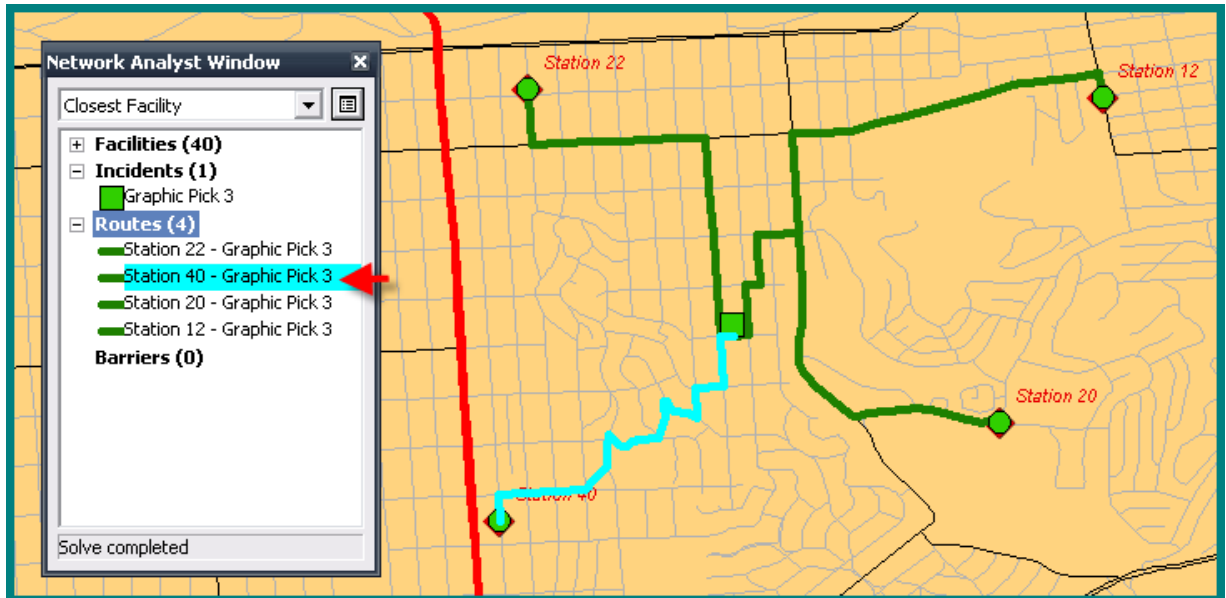 Network Analyst Window
Closest Facility
Facilities (40)
Incidents (1)
Graphic Pick 3
Routes (4)
Station 22 - Graphic Pick 3
Station 40 - Graphic Pick 3
Station 20 - Graphic Pick 3
Station 12 - Graphic Pick 3
Barriers (0)
Solve completed
Station 22
Station 12
Station 20
Station 40